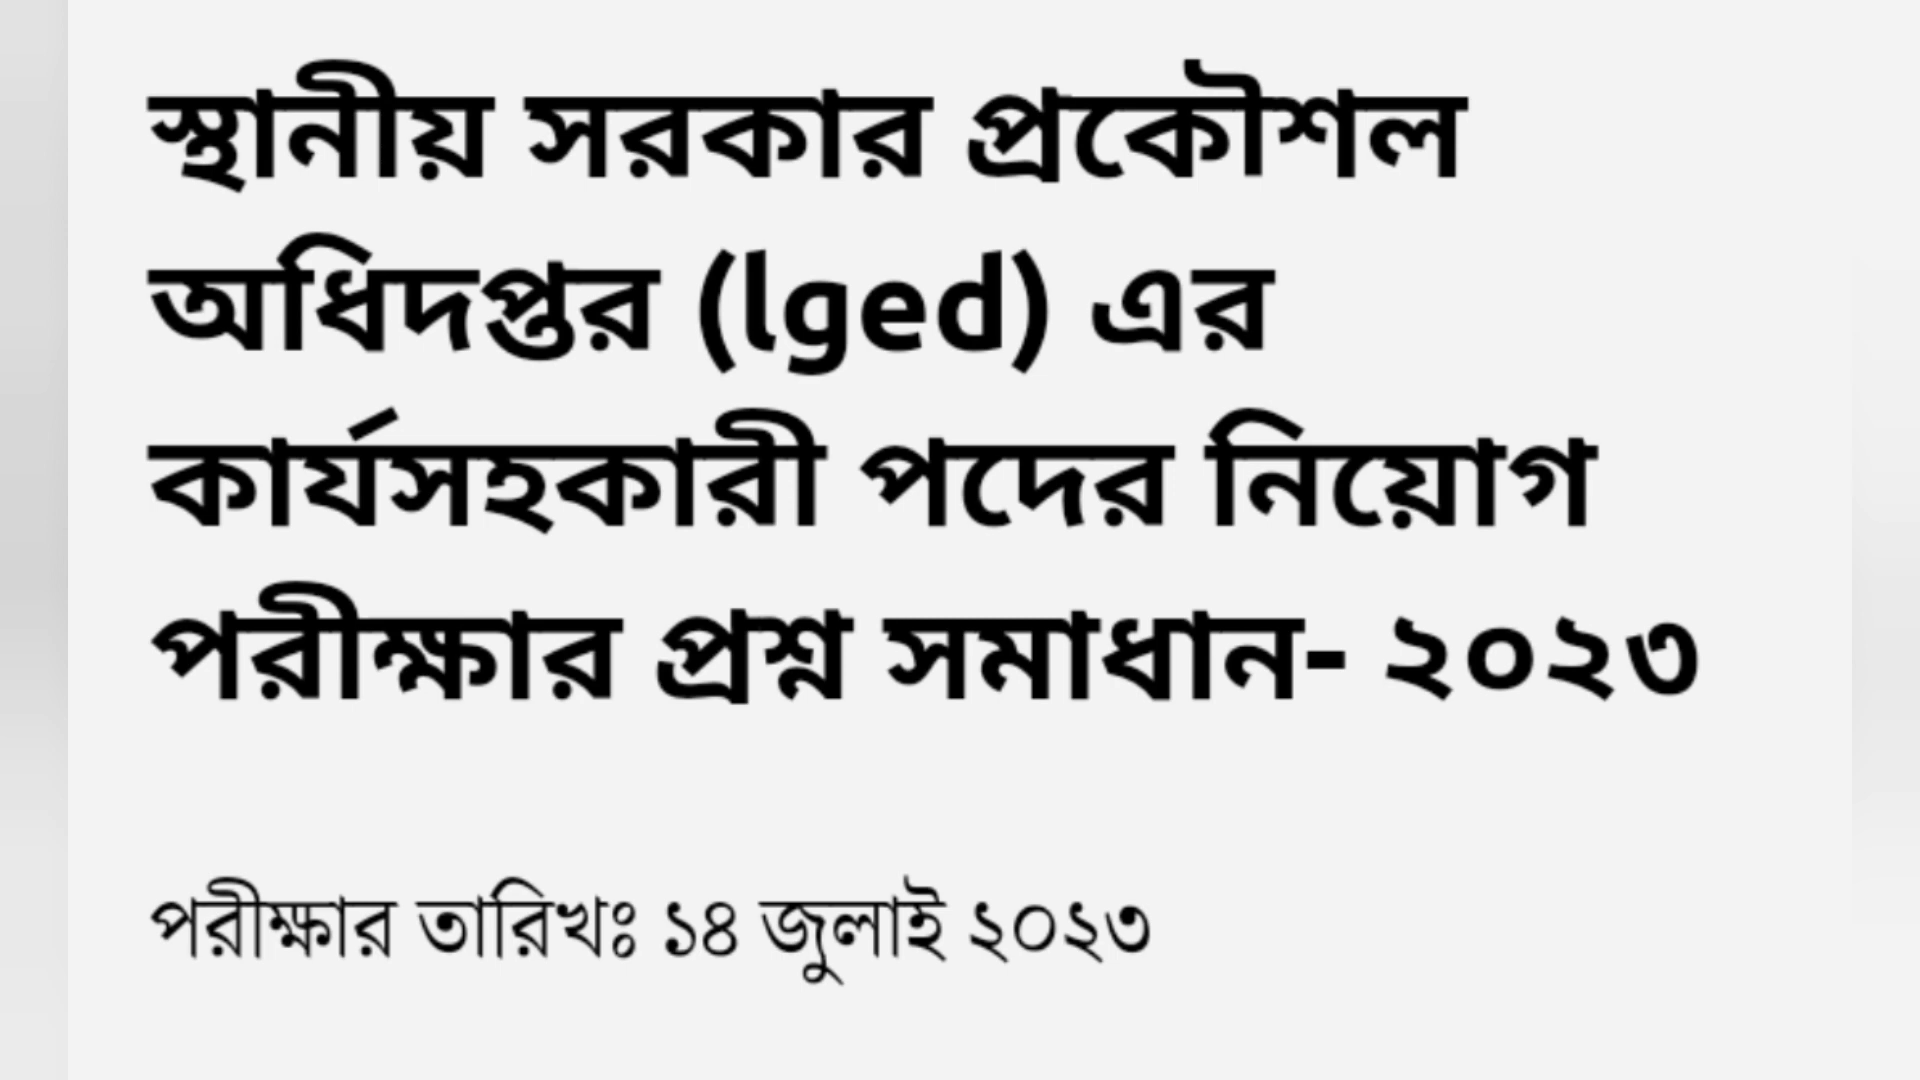 স্থানীয় সরকার প্রকৌশল
অধিদপ্তর (lged) এর
কার্যসহকারী পদের নিয়োগ
পরীক্ষার প্রশ্ন সমাধান- ২০২৩
পরীক্ষার তারিখঃ ১৪ জুলাই ২০২৩